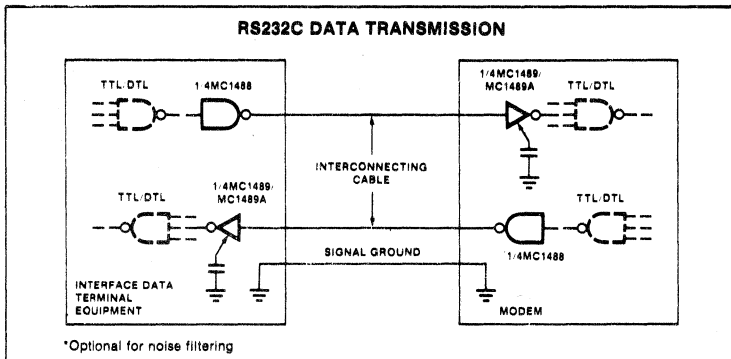 RS232C DATA TRANSMISSION
TTL/DTL
1/4MC1488
1/4MC1489/
MC1489A
TTL/DTL
INTERCONNECTING
CABLE
TTL/DTL
1/4MC1489/
MC1489A
TTL/DTL
1/4MC1488
SIGNAL GROUND
INTERFACE DATA
TERMINAL
EQUIPMENT
MODEM
*Optional for noise filtering